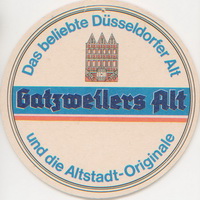 Das beliebte Düsseldorfer Alt
Gatzweilers Alt
und die Altstadt-Originale